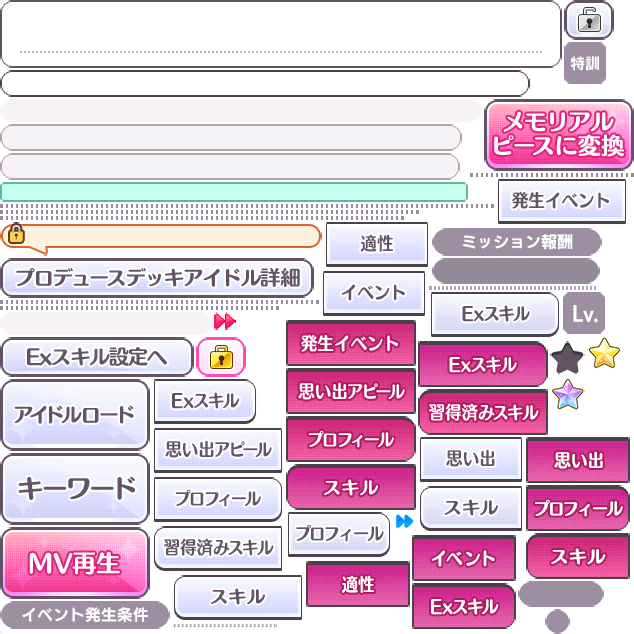 特訓
メモリアル
ピースに変換
発生イベント
適性
ミッション報酬
プロデュースデッキアイドル詳細
イベント
Exスキル
Lv.
発生イベント
Exスキル設定へ
Exスキル
思い出アピール
アイドルロード
Exスキル
習得済みスキル
思い出アピール
プロフィール
思い出
思い出
キーワード
スキル
プロフィール
スキル
プロフィール
プロフィール
MV再生
習得済みスキル
イベント
スキル
適性
スキル
Exスキル
イベント発生条件